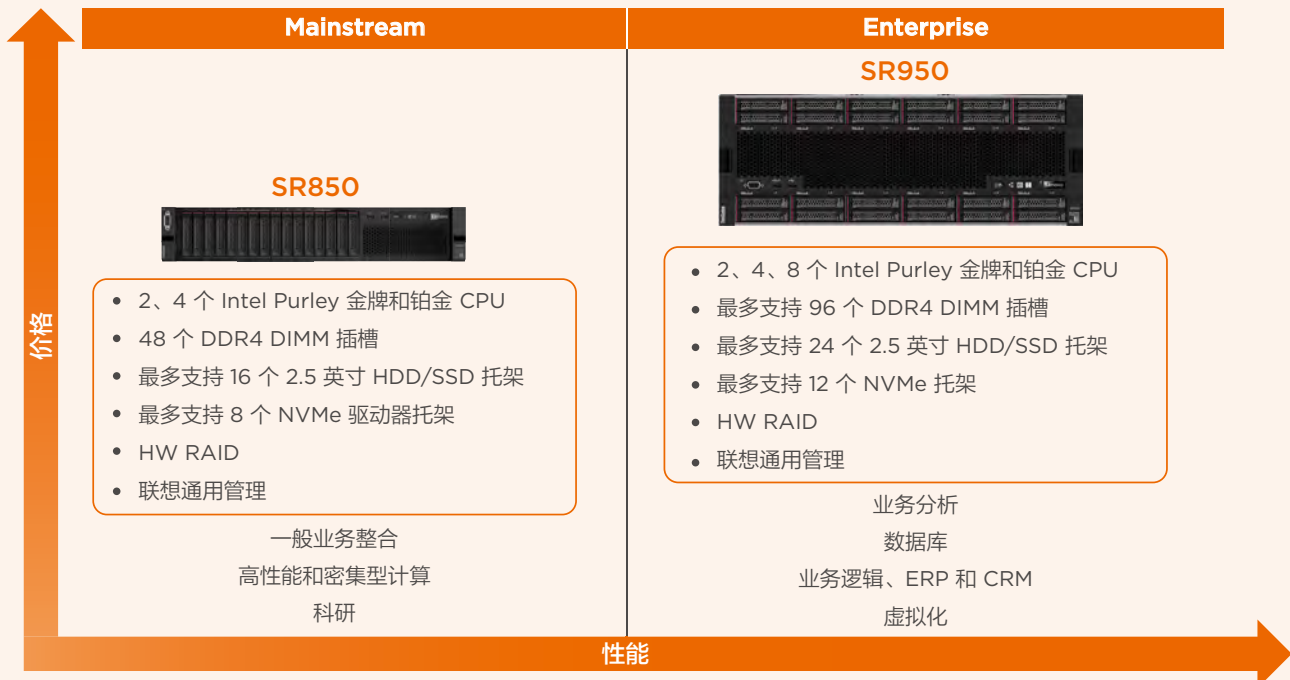 Mainstream
Enterprise
SR850
SR950
2、4 个 Intel Purley 金牌和铂金 CPU
48 个 DDR4 DIMM 插槽
最多支持 16 个 2.5 英寸 HDD/SSD 托架
最多支持 8 个 NVMe 驱动器托架
HW RAID
联想通用管理
一般业务整合
高性能和密集型计算
科研
2、4、8 个 Intel Purley 金牌和铂金 CPU
最多支持 96 个 DDR4 DIMM 插槽
最多支持 24 个 2.5 英寸 HDD/SSD 托架
最多支持 12 个 NVMe 托架
HW RAID
联想通用管理
业务分析
数据库
业务逻辑、ERP 和 CRM
虚拟化
价格
性能